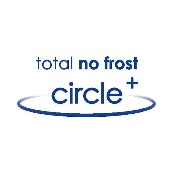 total no frost
circle+